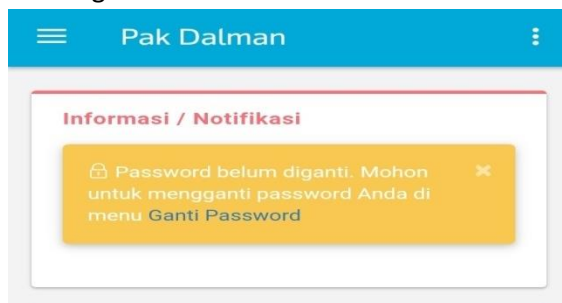 Pak Dalman
Informasi / Notifikasi
Password belum diganti. Mohon
untuk mengganti password Anda di
menu Ganti Password